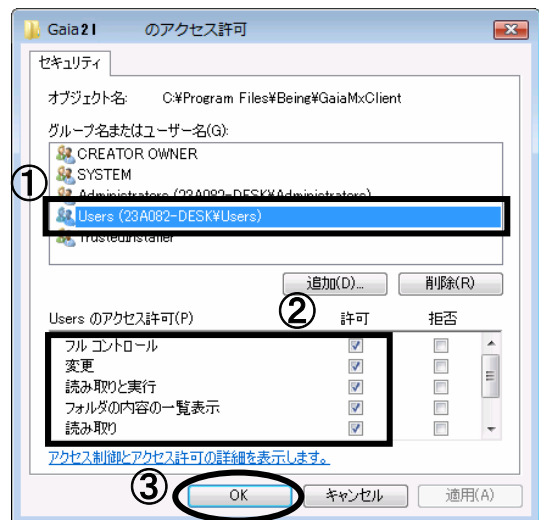 Gaia21 のアクセス許可
セキュリティ
オブジェクト名: C:¥Program Files¥Being¥GaiaMxClient
グループ名またはユーザー名(G):
CREATOR OWNER
SYSTEM
①
Administrators (23A082-DESK¥Administrators)
Users (23A082-DESK¥Users)
TrustedInstaller
追加(D)... 削除(R)
②
Users のアクセス許可(P) 許可 拒否
フル コントロール
変更
読み取りと実行
フォルダの内容の一覧表示
読み取り
アクセス制御とアクセス許可の詳細を表示します。
③
OK キャンセル 適用(A)